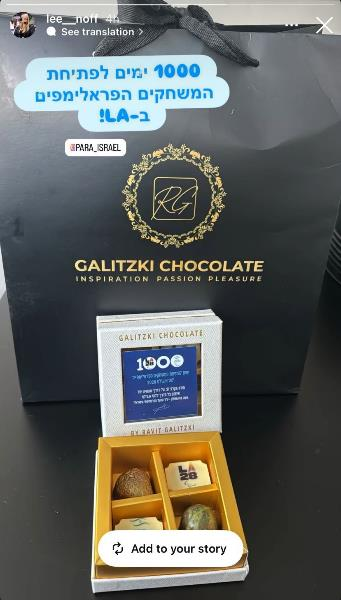 lee__noff 4h
See translation >
1000 ימים לפתיחת
המשחקים הפראלימפים
ב-LA!
@PARA_ISRAEL
RG
GALITZKI CHOCOLATE
INSPIRATION PASSION PLEASURE
GALITZKI CHOCOLATE
1000
BY RAVIT GALITZKI
LA
28
Add to your story